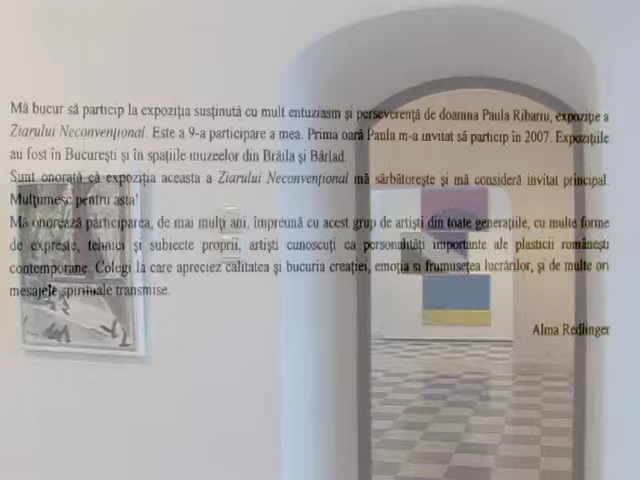 Mă bucur să particip la expoziția susținută cu mult entuziasm și perseverență de doamna Paula Ribariu, expoziție a
Ziarului Neconvențional. Este a 9-a participare a mea. Prima oară Paula m-a invitat să particip în 2007. Expozițiile
au fost în București și în spațiile muzeelor din Brăila și Bârlad.
Sunt onorată că expoziția aceasta a Ziarului Neconvențional mă sărbătorește și mă consideră invitat principal.
Mulțumesc pentru asta!
Mă onorează participarea, de mai mulți ani, împreună cu acest grup de artiști din toate generațiile, cu multe forme
de expresie, tehnici și subiecte proprii, artiști cunoscuți ca personalități importante ale plasticii românești
contemporane. Colegi la care apreciez calitatea și bucuria creației, emoția si frumusețea lucrărilor, și de multe ori
mesajele spirituale transmise.
Alma Redlinger